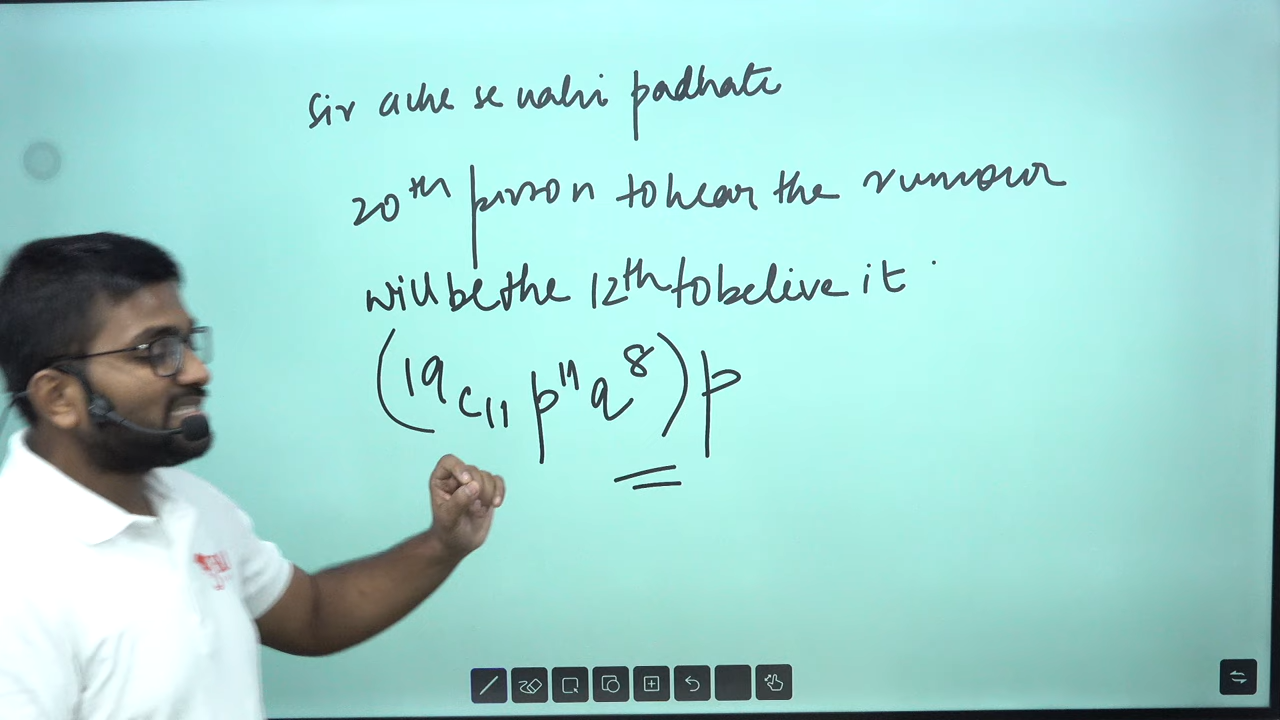 Sir ache se nahi padhate
20th person to hear the rumour
will be the 12th to belive it.
(19c11 p11 q8) p